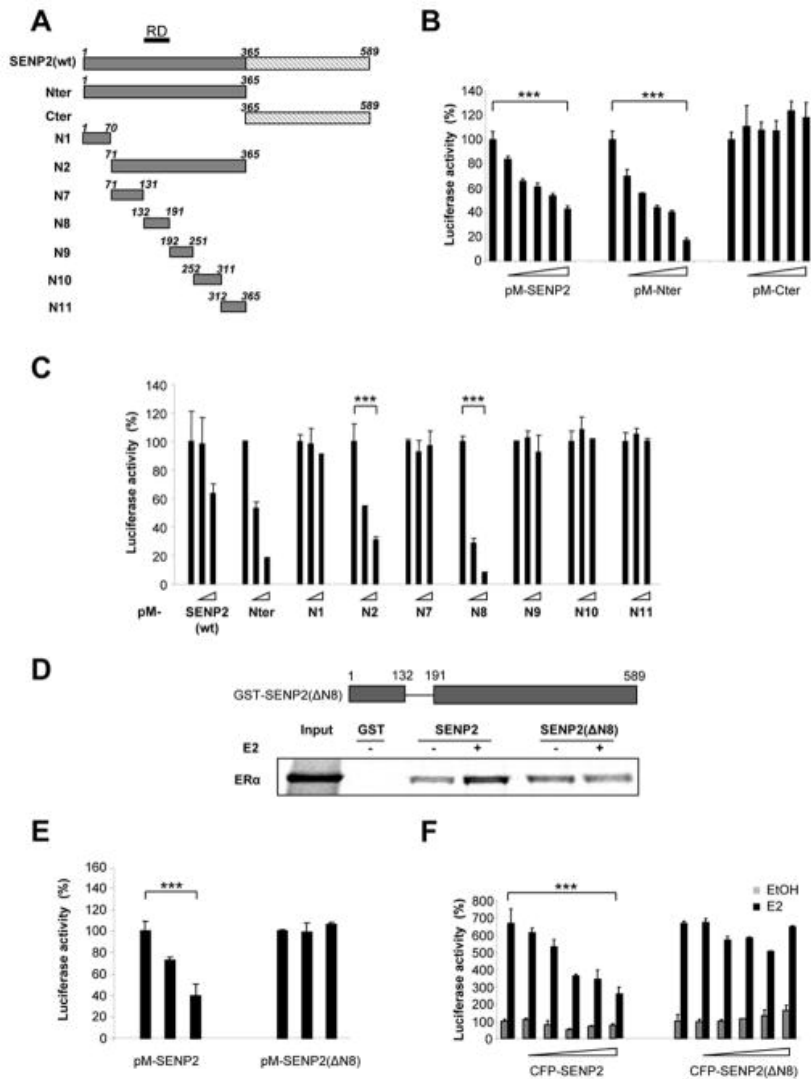 A
RD
1 365 589
SENP2(wt)
1 365
Nter
365 589
Cter
1 70
N1
71 365
N2
71 131
N7
132 191
N8
192 251
N9
252 311
N10
312 365
N11
B
Luciferase activity (%)
140
120
100
80
60
40
20
0
*** ***
pM-SENP2 pM-Nter pM-Cter
C
Luciferase activity (%)
140
120
100
80
60
40
20
0
*** ***
pM- SENP2 (wt) Nter N1 N2 N7 N8 N9 N10 N11
D
1 132 191 589
GST-SENP2(ΔN8)
Input GST SENP2 SENP2(ΔN8)
E2 - - + - +
ERα
E
Luciferase activity (%)
160
140
120
100
80
60
40
20
0
***
pM-SENP2 pM-SENP2(ΔN8)
F
Luciferase activity (%)
800
700
600
500
400
300
200
100
0
***
EtOH
E2
CFP-SENP2 CFP-SENP2(ΔN8)